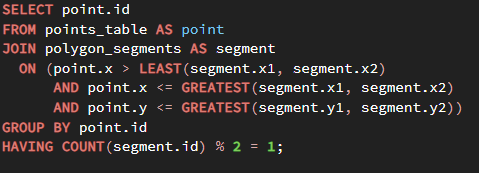 SELECT point.id
FROM points_table AS point
JOIN polygon_segments AS segment
  ON (point.x > LEAST(segment.x1, segment.x2)
      AND point.x <= GREATEST(segment.x1, segment.x2)
      AND point.y <= GREATEST(segment.y1, segment.y2))
GROUP BY point.id
HAVING COUNT(segment.id) % 2 = 1;